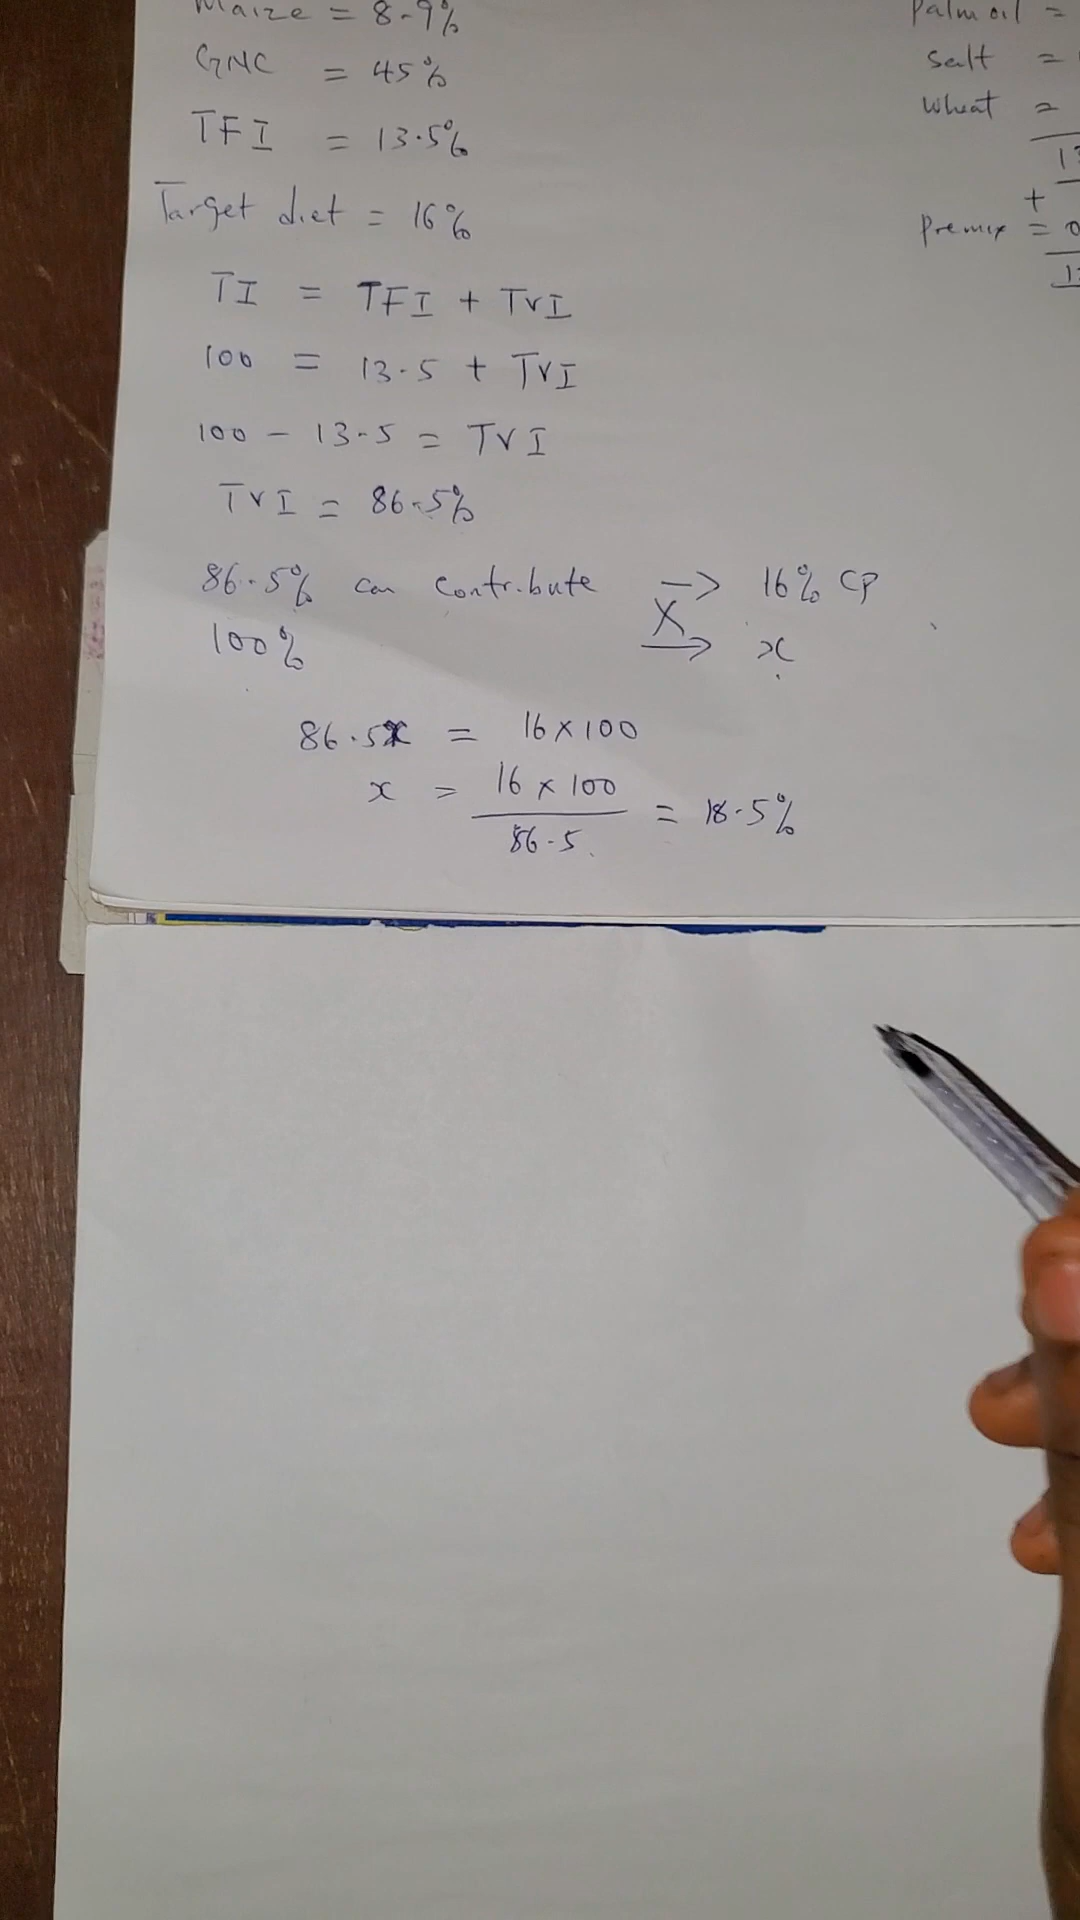 Maize = 8.9%
GNC = 45%
TFI = 13.5%
Target diet = 16%
TI = TFI + TVI
100 = 13.5 + TVI
100 - 13.5 = TVI
TVI = 86.5%
86.5% can contribute → 16% CP
100% X → x
86.5x = 16 x 100
x = 16 x 100 = 18.5%
86.5
Palm oil =
Salt =
Wheat =
+
Premix =